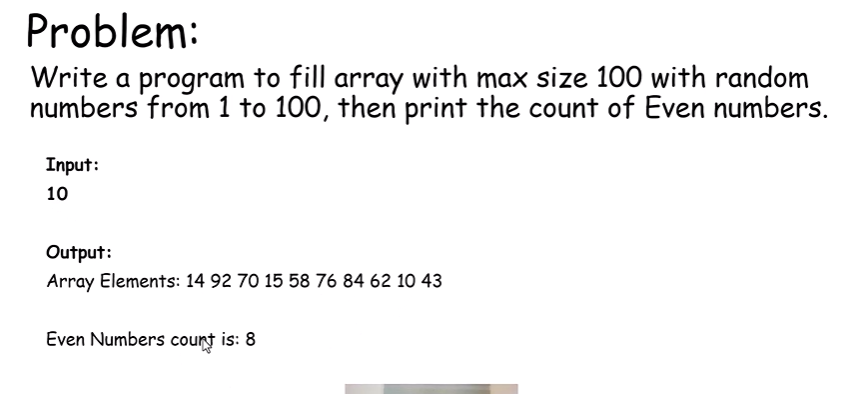 Problem:
Write a program to fill array with max size 100 with random
numbers from 1 to 100, then print the count of Even numbers.
Input:
10
Output:
Array Elements: 14 92 70 15 58 76 84 62 10 43
Even Numbers count is: 8